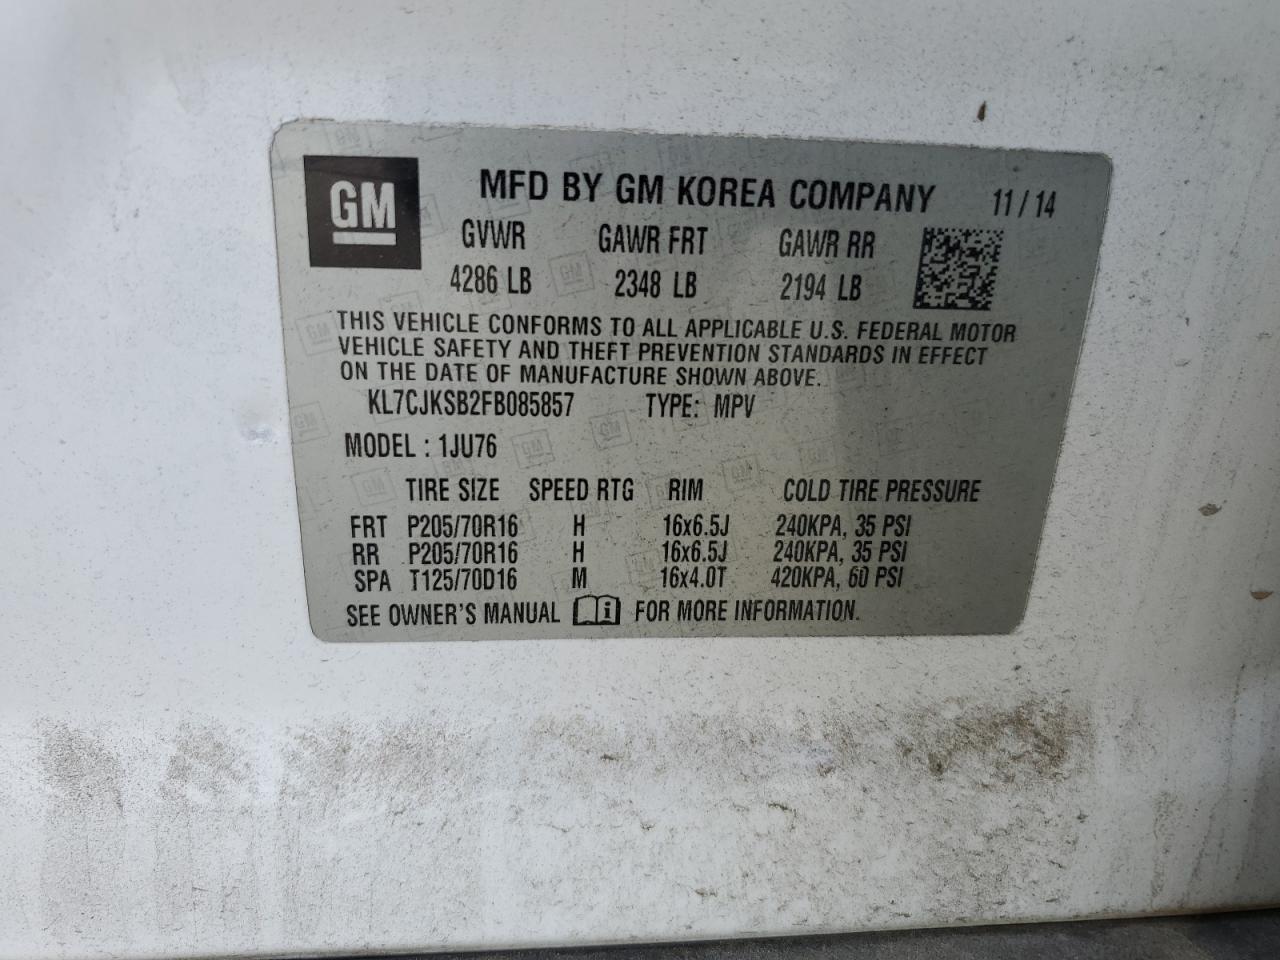 GM
MFD BY GM KOREA COMPANY 11/14
GVWR GAWR FRT GAWR RR
4286 LB 2348 LB 2194 LB
THIS VEHICLE CONFORMS TO ALL APPLICABLE U.S. FEDERAL MOTOR
VEHICLE SAFETY AND THEFT PREVENTION STANDARDS IN EFFECT
ON THE DATE OF MANUFACTURE SHOWN ABOVE.
KL7CJKSB2FB085857 TYPE: MPV
MODEL : 1JU76
TIRE SIZE SPEED RTG RIM COLD TIRE PRESSURE
FRT P205/70R16 H 16x6.5J 240KPA, 35 PSI
RR P205/70R16 H 16x6.5J 240KPA, 35 PSI
SPA T125/70D16 M 16x4.0T 420KPA, 60 PSI
SEE OWNER'S MANUAL i FOR MORE INFORMATION.